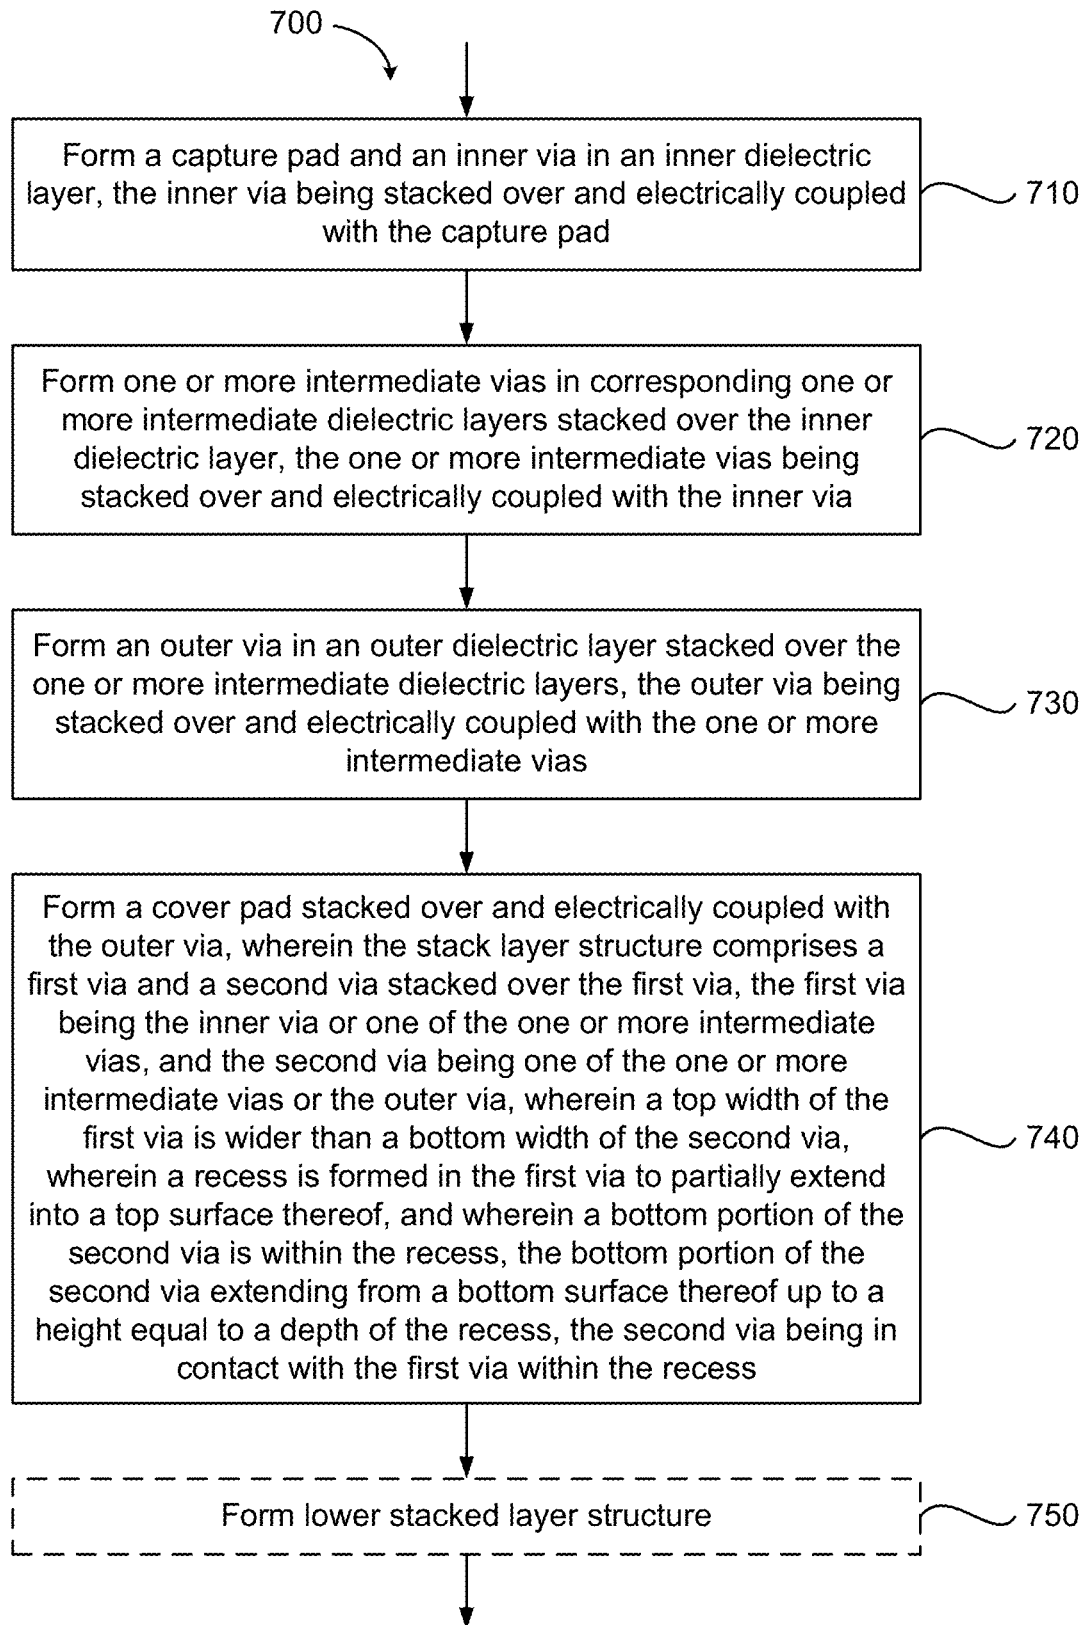 700
Form a capture pad and an inner via in an inner dielectric
layer, the inner via being stacked over and electrically coupled
with the capture pad
710
Form one or more intermediate vias in corresponding one or
more intermediate dielectric layers stacked over the inner
dielectric layer, the one or more intermediate vias being
stacked over and electrically coupled with the inner via
720
Form an outer via in an outer dielectric layer stacked over the
one or more intermediate dielectric layers, the outer via being
stacked over and electrically coupled with the one or more
intermediate vias
730
Form a cover pad stacked over and electrically coupled with
the outer via, wherein the stack layer structure comprises a
first via and a second via stacked over the first via, the first via
being the inner via or one of the one or more intermediate
vias, and the second via being one of the one or more
intermediate vias or the outer via, wherein a top width of the
first via is wider than a bottom width of the second via,
wherein a recess is formed in the first via to partially extend
into a top surface thereof, and wherein a bottom portion of the
second via is within the recess, the bottom portion of the
second via extending from a bottom surface thereof up to a
height equal to a depth of the recess, the second via being in
contact with the first via within the recess
740
Form lower stacked layer structure
750